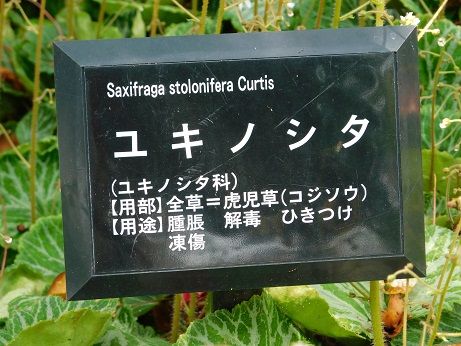 Saxifraga stolonifera Curtis
ユキノシタ
(ユキノシタ科)
【用部】全草=虎児草(コジソウ)
【用途】腫脹 解毒 ひきつけ
凍傷